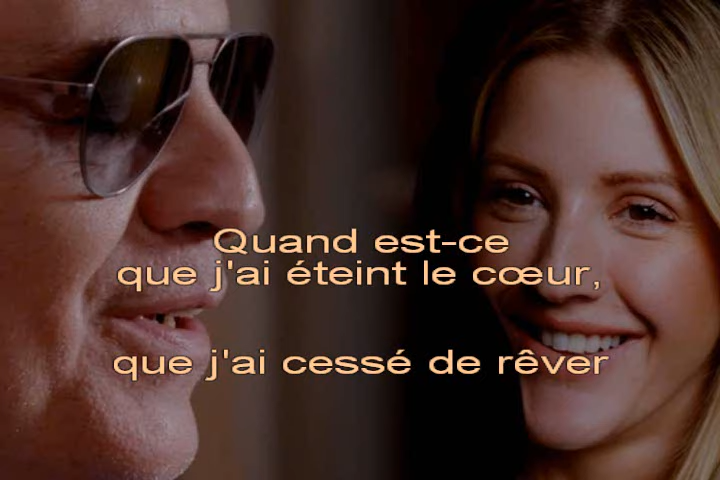 Quand est-ce
que j'ai éteint le cœur,
que j'ai cessé de rêver